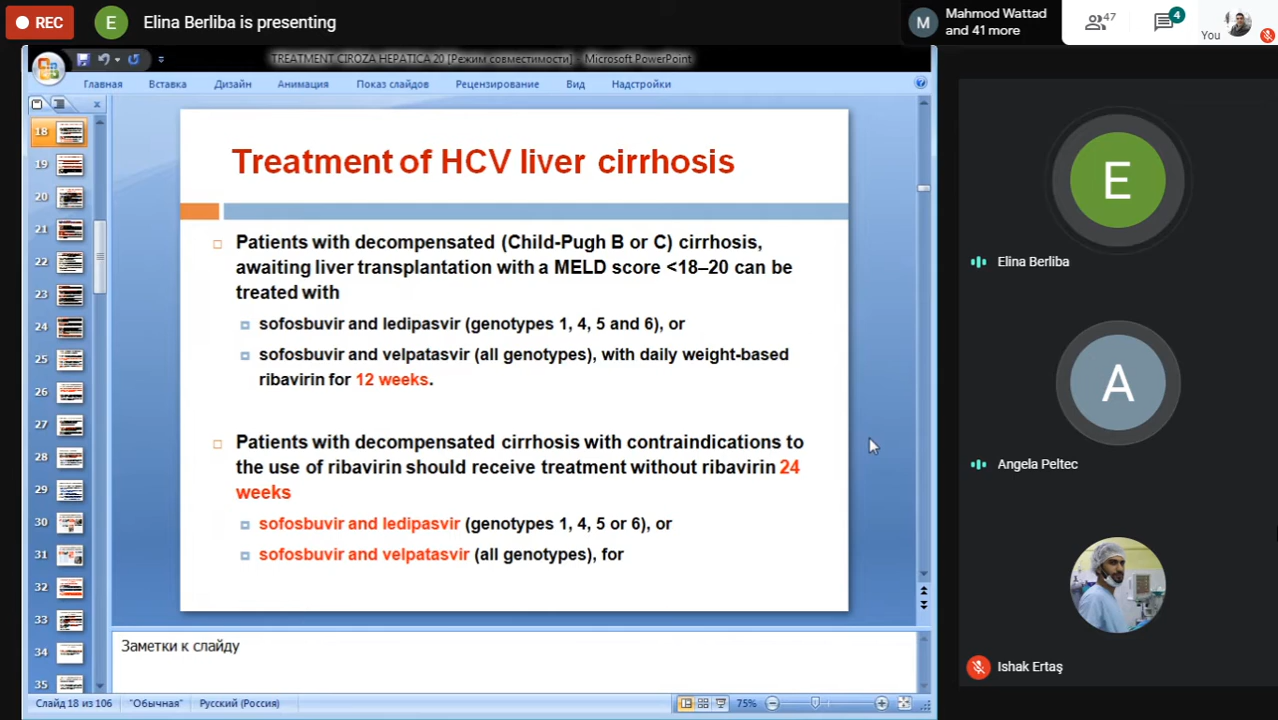 REC
E
Elina Berliba is presenting
M
Mahmod Wattad
and 41 more
47
4
You
TREATMENT CIROZA HEPATICA 20 [Режим совместимости] - Microsoft PowerPoint
Главная Вставка Дизайн Анимация Показ слайдов Рецензирование Вид Надстройки
18
19
20
21
22
23
24
25
26
27
28
29
30
31
32
33
34
35
Treatment of HCV liver cirrhosis
Patients with decompensated (Child-Pugh B or C) cirrhosis,
awaiting liver transplantation with a MELD score <18–20 can be
treated with
sofosbuvir and ledipasvir (genotypes 1, 4, 5 and 6), or
sofosbuvir and velpatasvir (all genotypes), with daily weight-based
ribavirin for 12 weeks.
Patients with decompensated cirrhosis with contraindications to
the use of ribavirin should receive treatment without ribavirin 24
weeks
sofosbuvir and ledipasvir (genotypes 1, 4, 5 or 6), or
sofosbuvir and velpatasvir (all genotypes), for
Заметки к слайду
Слайд 18 из 106 "Обычная" Русский (Россия) 75%
E
Elina Berliba
A
Angela Peltec
Ishak Ertaş